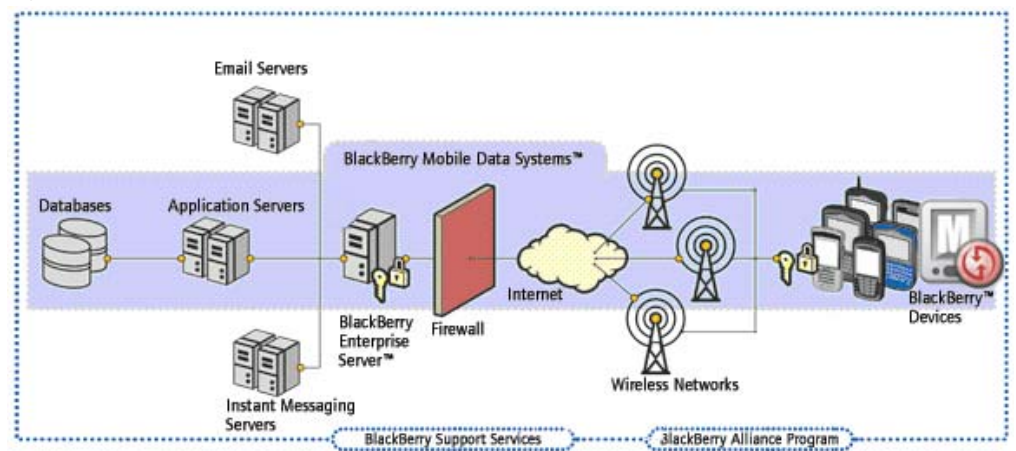 Email Servers
BlackBerry Mobile Data Systems™
Databases
Application Servers
Internet
BlackBerry
Enterprise
Server™
Firewall
Wireless Networks
M
BlackBerry™
Devices
Instant Messaging
Servers
BlackBerry Support Services
BlackBerry Alliance Program